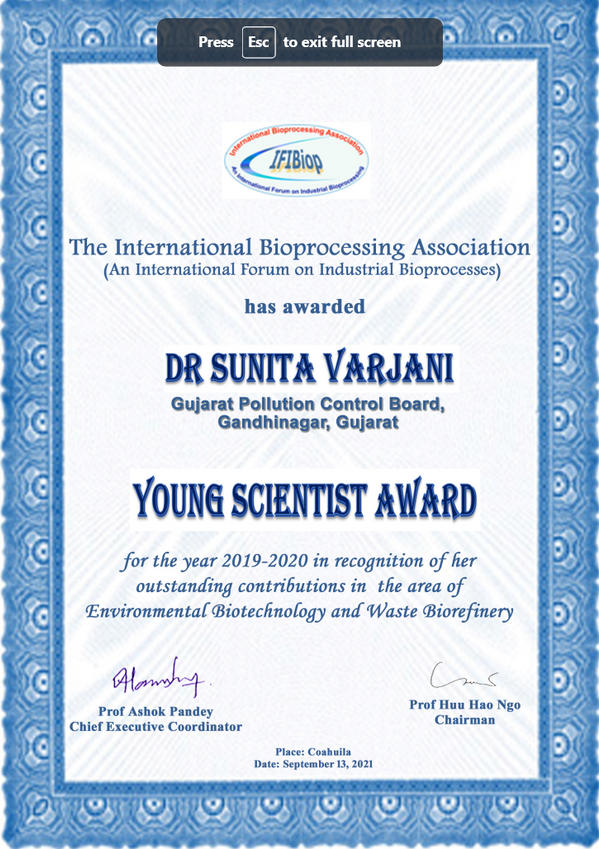 Press Esc to exit full screen
International Bioprocessing Association
IFIBiop
An International Forum on Industrial Bioprocessing
The International Bioprocessing Association
(An International Forum on Industrial Bioprocesses)
has awarded
DR SUNITA VARJANI
Gujarat Pollution Control Board,
Gandhinagar, Gujarat
YOUNG SCIENTIST AWARD
for the year 2019-2020 in recognition of her
outstanding contributions in the area of
Environmental Biotechnology and Waste Biorefinery
Prof Ashok Pandey
Chief Executive Coordinator
Prof Huu Hao Ngo
Chairman
Place: Coahuila
Date: September 13, 2021